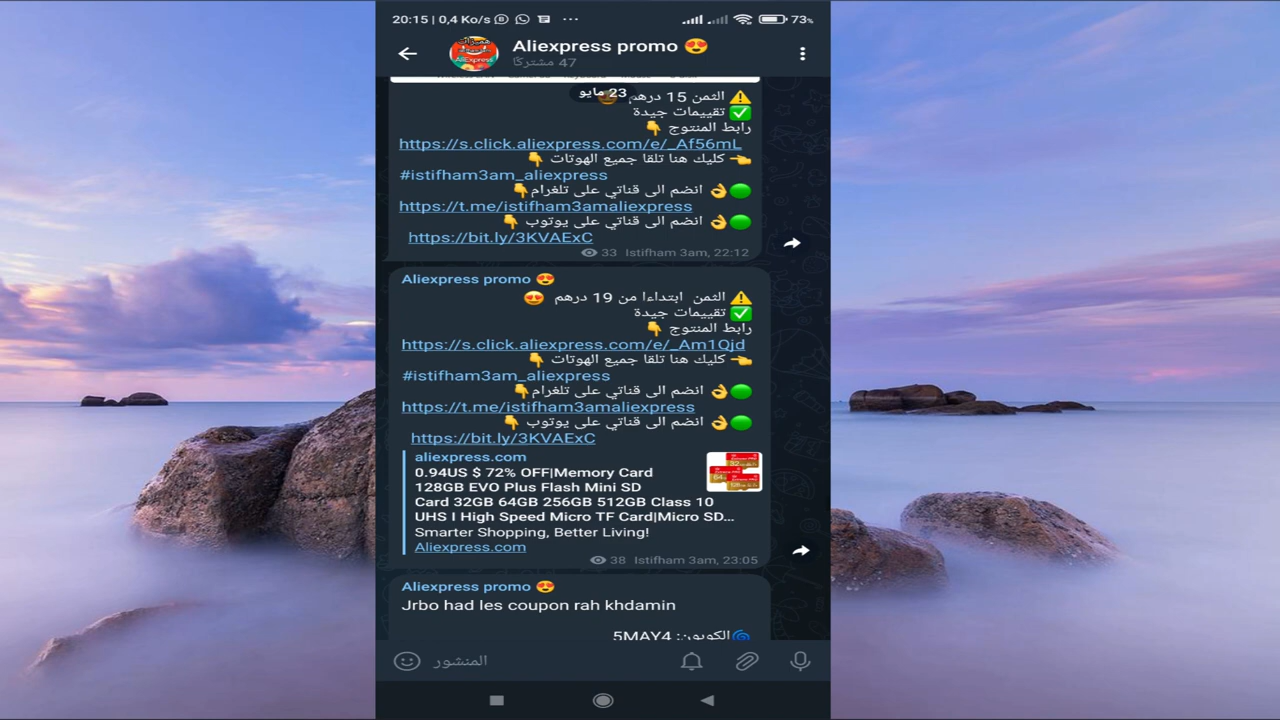 20:15 | 0,4 Ko/s
73%
Aliexpress promo 😍
47 مشتركًا
23 مايو
⚠️ الثمن 15 درهم
✅ تقييمات جيدة
رابط المنتوج 👇
https://s.click.aliexpress.com/e/_Af56mL
👈 كليك هنا تلقا جميع الهوتات 👇
#istifham3am_aliexpress
🟢👌 انضم الى قناتي على تلغرام👇
https://t.me/istifham3amaliexpress
🟢👌 انضم الى قناتي على يوتوب 👇
https://bit.ly/3KVAExC
33 Istifham 3am, 22:12
Aliexpress promo 😍
⚠️ الثمن ابتداءا من 19 درهم 😍
✅ تقييمات جيدة
رابط المنتوج 👇
https://s.click.aliexpress.com/e/_Am1Qjd
👈 كليك هنا تلقا جميع الهوتات 👇
#istifham3am_aliexpress
🟢👌 انضم الى قناتي على تلغرام👇
https://t.me/istifham3amaliexpress
🟢👌 انضم الى قناتي على يوتوب 👇
https://bit.ly/3KVAExC
aliexpress.com
0.94US $ 72% OFF|Memory Card
128GB EVO Plus Flash Mini SD
Card 32GB 64GB 256GB 512GB Class 10
UHS I High Speed Micro TF Card|Micro SD...
Smarter Shopping, Better Living!
Aliexpress.com
38 Istifham 3am, 23:05
Aliexpress promo 😍
Jrbo had les coupon rah khdamin
🌀الكوبون: 5MAY4
المنشور